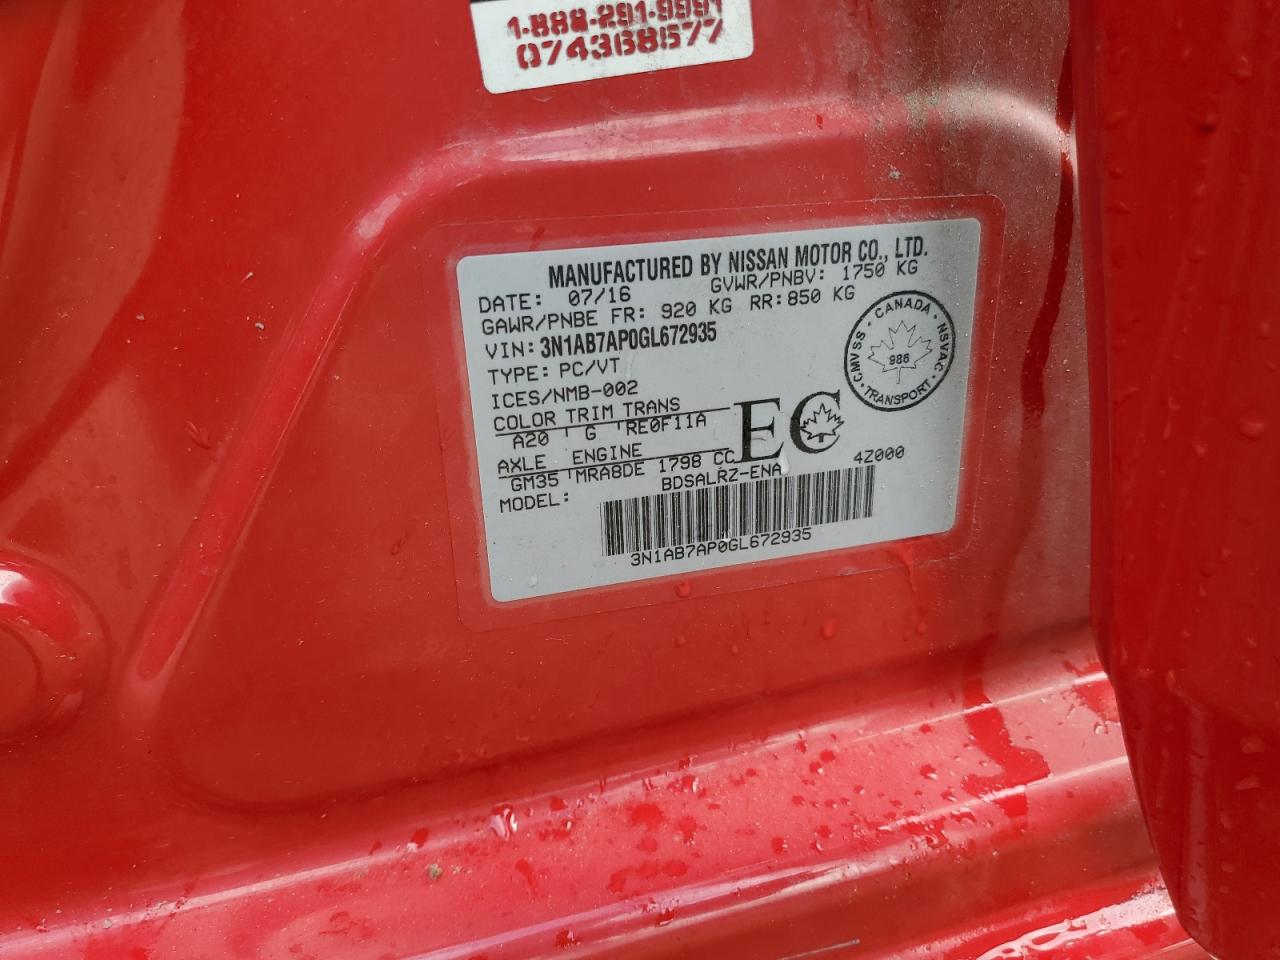 1-888-291-9991
074368577
MANUFACTURED BY NISSAN MOTOR CO., LTD.
DATE: 07/16 GVWR/PNBV: 1750 KG
GAWR/PNBE FR: 920 KG RR:850 KG
VIN: 3N1AB7AP0GL672935
TYPE: PC/VT
ICES/NMB-002
COLOR TRIM TRANS
A20 G RE0F11A
AXLE ENGINE
GM35 MRA8DE 1798 CC
MODEL: BDSALRZ-ENA 4Z000
EC
CANADA · NSVAC · TRANSPORT · CMVSS ·
986
3N1AB7AP0GL672935